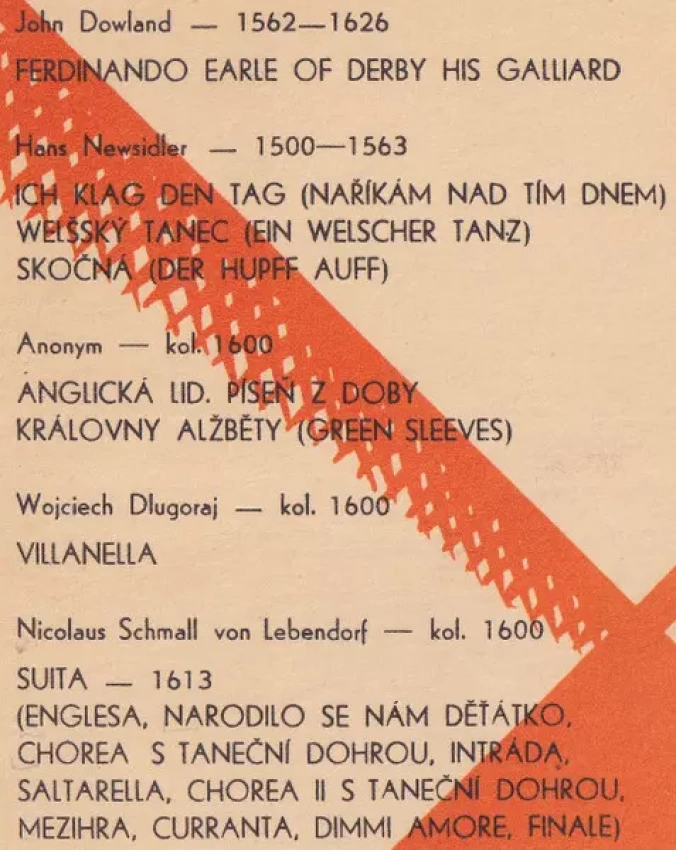 John Dowland — 1562—1626
FERDINANDO EARLE OF DERBY HIS GALLIARD
Hans Newsidler — 1500—1563
ICH KLAG DEN TAG (NAŘÍKÁM NAD TÍM DNEM)
WELŠSKÝ TANEC (EIN WELSCHER TANZ)
SKOČNÁ (DER HUPFF AUFF)
Anonym — kol. 1600
ANGLICKÁ LID. PÍSEŇ Z DOBY
KRÁLOVNY ALŽBĚTY (GREEN SLEEVES)
Wojciech Dlugoraj — kol. 1600
VILLANELLA
Nicolaus Schmall von Lebendorf — kol. 1600
SUITA — 1613
(ENGLESA, NARODILO SE NÁM DĚŤÁTKO,
CHOREA S TANEČNÍ DOHROU, INTRÁDA,
SALTARELLA, CHOREA II S TANEČNÍ DOHROU,
MEZIHRA, CURRANTA, DIMMI AMORE, FINALE)